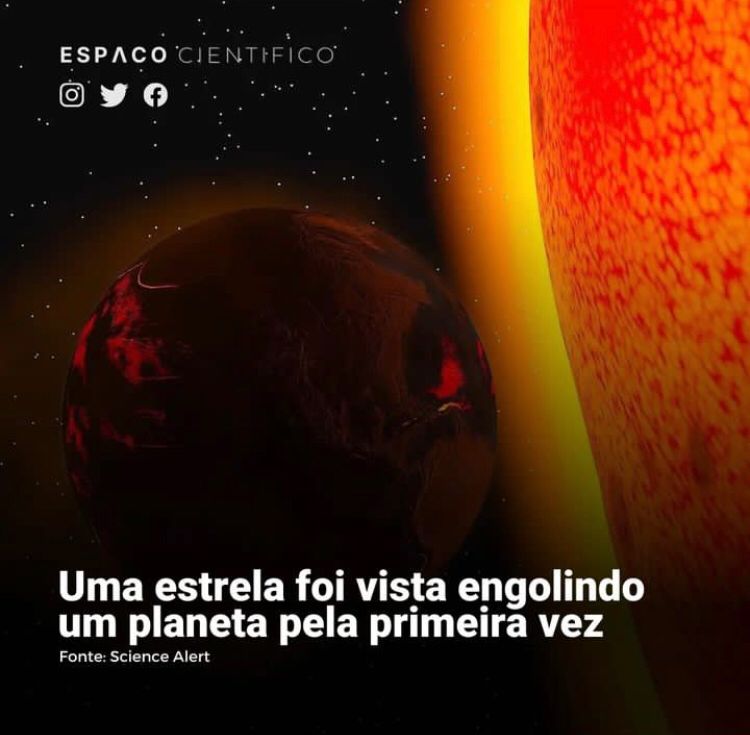 ESPACO CIENTIFICO
Uma estrela foi vista engolindo
um planeta pela primeira vez
Fonte: Science Alert